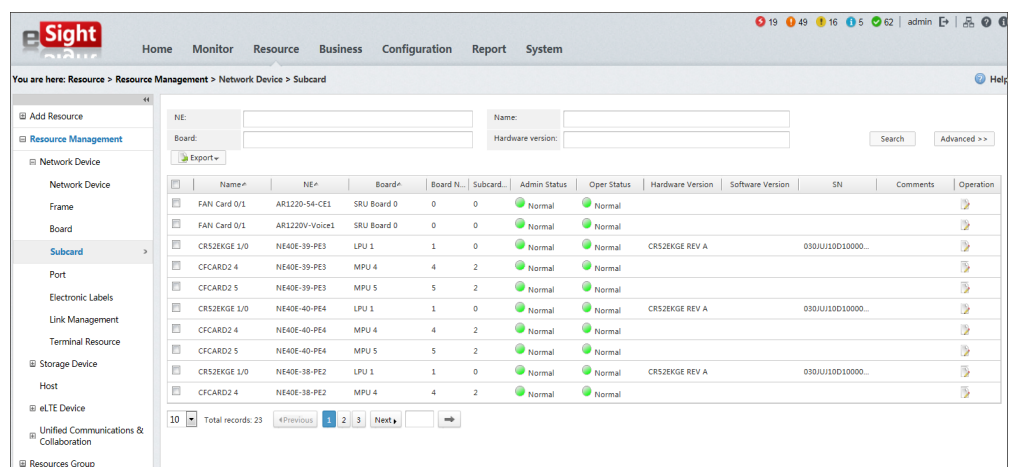 eSight
19 49 16 5 62 admin
Home Monitor Resource Business Configuration Report System
You are here: Resource > Resource Management > Network Device > Subcard
Help
Add Resource
Resource Management
Network Device
Network Device
Frame
Board
Subcard >
Port
Electronic Labels
Link Management
Terminal Resource
Storage Device
Host
eLTE Device
Unified Communications &
Collaboration
Resources Group
NE: Name:
Board: Hardware version: Search Advanced >>
Export
Name NE Board Board N... Subcard... Admin Status Oper Status Hardware Version Software Version SN Comments Operation
FAN Card 0/1 AR1220-54-CE1 SRU Board 0 0 0 Normal Normal
FAN Card 0/1 AR1220V-Voice1 SRU Board 0 0 0 Normal Normal
CR52EKGE 1/0 NE40E-39-PE3 LPU 1 1 0 Normal Normal CR52EKGE REV A 030JUJ10D10000...
CFCARD2 4 NE40E-39-PE3 MPU 4 4 2 Normal Normal
CFCARD2 5 NE40E-39-PE3 MPU 5 5 2 Normal Normal
CR52EKGE 1/0 NE40E-40-PE4 LPU 1 1 0 Normal Normal CR52EKGE REV A 030JUJ10D10000...
CFCARD2 4 NE40E-40-PE4 MPU 4 4 2 Normal Normal
CFCARD2 5 NE40E-40-PE4 MPU 5 5 2 Normal Normal
CR52EKGE 1/0 NE40E-38-PE2 LPU 1 1 0 Normal Normal CR52EKGE REV A 030JUJ10D10000...
CFCARD2 4 NE40E-38-PE2 MPU 4 4 2 Normal Normal
10 Total records: 23 Previous 1 2 3 Next